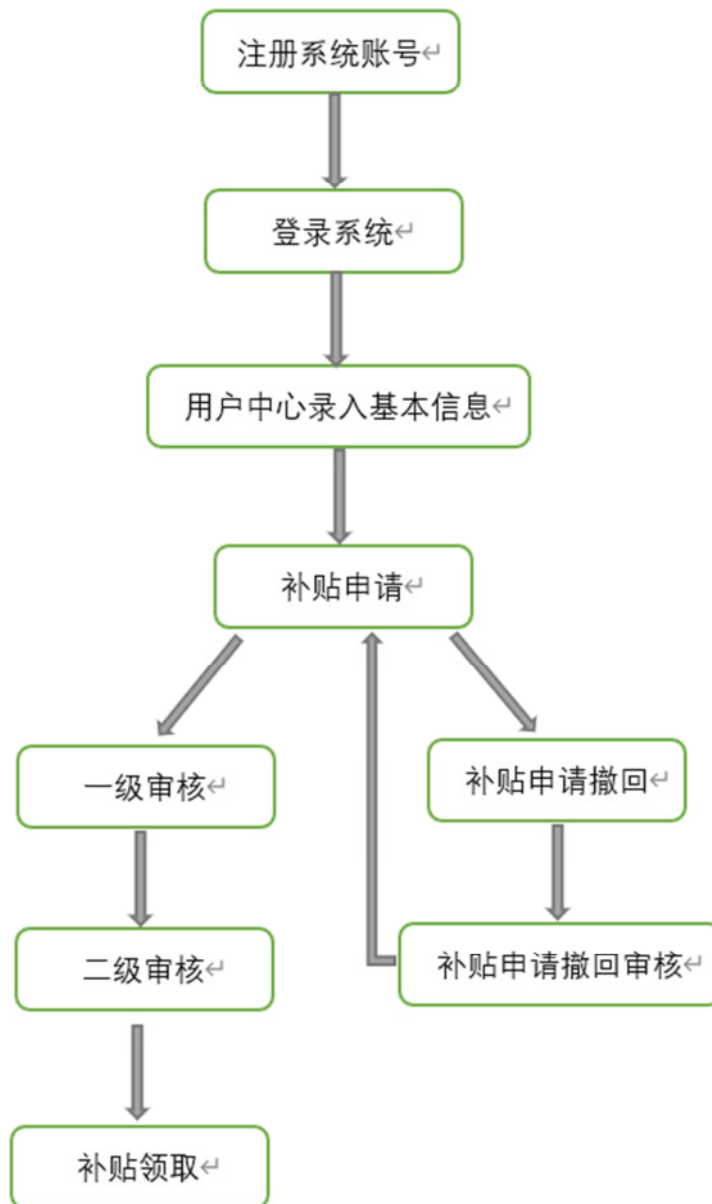 注册系统账号
登录系统
用户中心录入基本信息
补贴申请
一级审核
补贴申请撤回
二级审核
补贴申请撤回审核
补贴领取